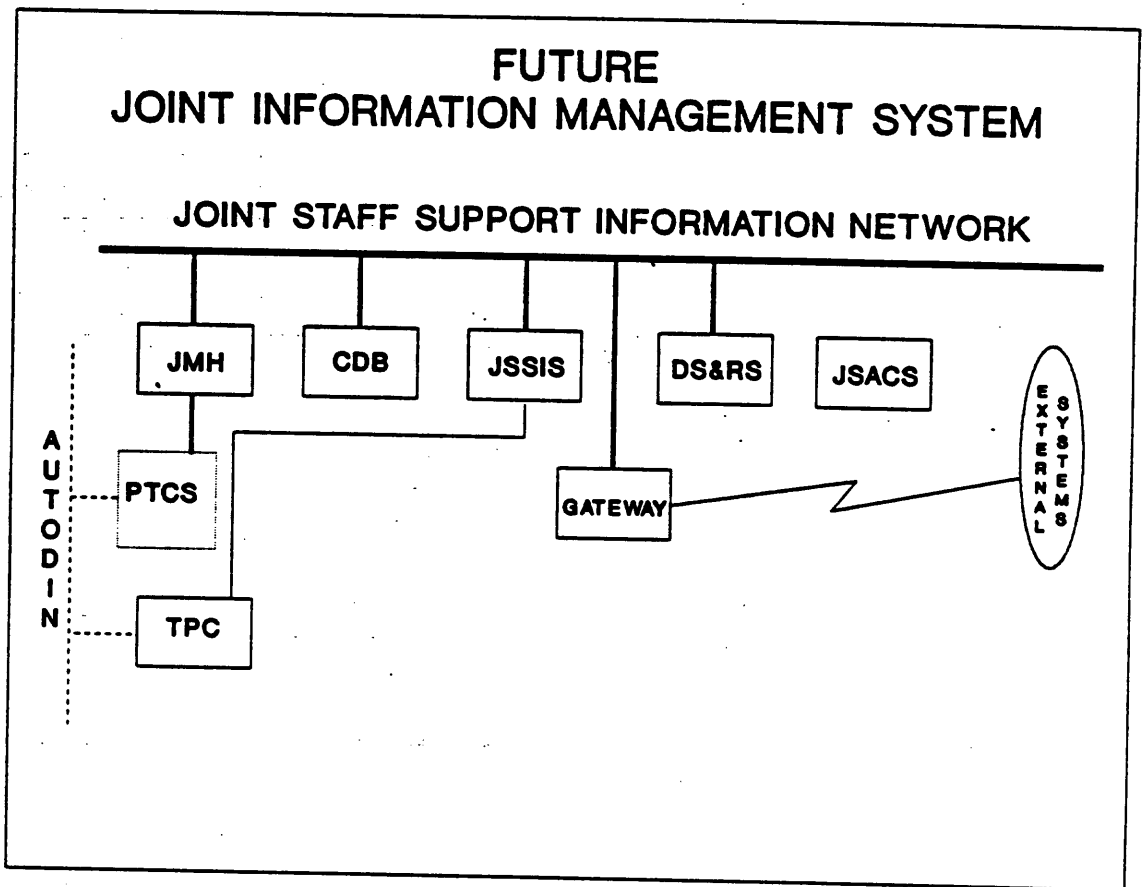 FUTURE
JOINT INFORMATION MANAGEMENT SYSTEM
JOINT STAFF SUPPORT INFORMATION NETWORK
JMH
CDB
JSSIS
DS&RS
JSACS
EXTERNAL
SYSTEMS
AUTODIN
PTCS
GATEWAY
TPC